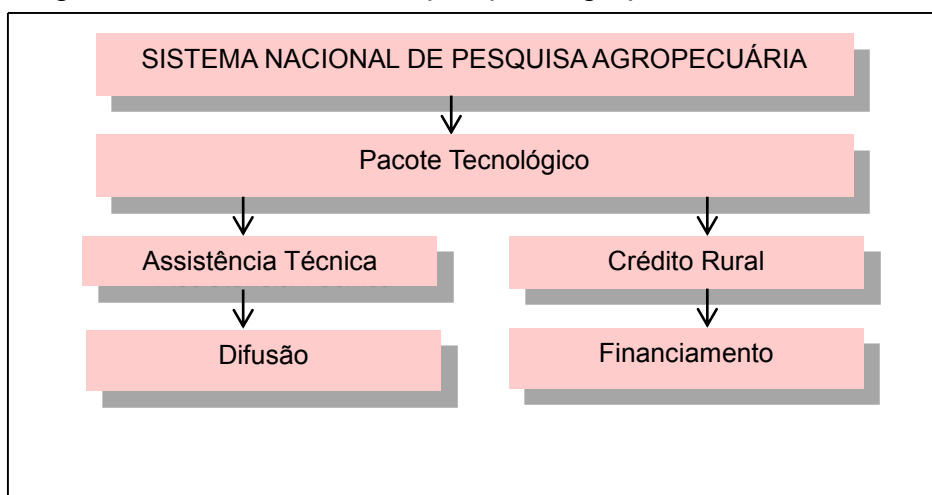 SISTEMA NACIONAL DE PESQUISA AGROPECUÁRIA
Pacote Tecnológico
Assistência Técnica
Crédito Rural
Difusão
Financiamento